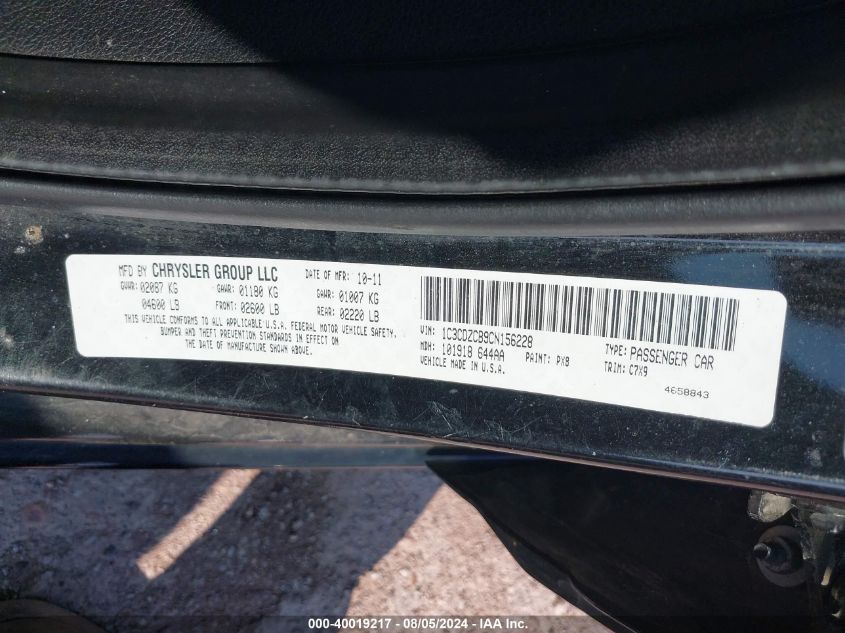 MFD BY CHRYSLER GROUP LLC DATE OF MFR: 10-11
GVWR: 02087 KG GAWR: 01180 KG GAWR: 01007 KG
04600 LB FRONT: 02600 LB REAR: 02220 LB
THIS VEHICLE CONFORMS TO ALL APPLICABLE U.S.A. FEDERAL MOTOR VEHICLE SAFETY,
BUMPER AND THEFT PREVENTION STANDARDS IN EFFECT ON
THE DATE OF MANUFACTURE SHOWN ABOVE.
VIN: 1C3CDZCB9CN156228 TYPE: PASSENGER CAR
MDH: 101918 644AA PAINT: PX8 TRIM: C7X9
VEHICLE MADE IN U.S.A.
4658843
000-40019217 - 08/05/2024 - IAA Inc.